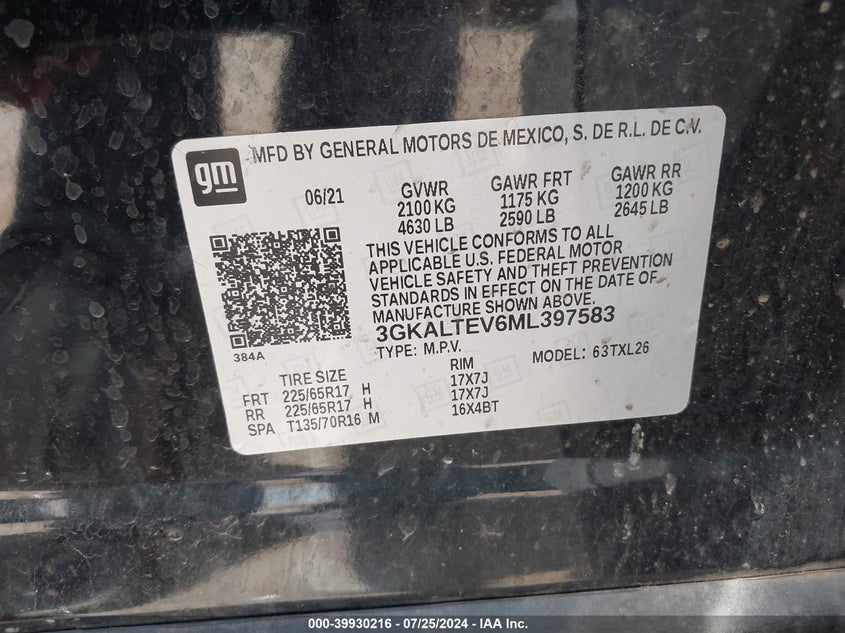 gm
MFD BY GENERAL MOTORS DE MEXICO, S. DE R.L. DE C.V.
06/21 GVWR GAWR FRT GAWR RR
2100 KG 1175 KG 1200 KG
4630 LB 2590 LB 2645 LB
THIS VEHICLE CONFORMS TO ALL
APPLICABLE U.S. FEDERAL MOTOR
VEHICLE SAFETY AND THEFT PREVENTION
STANDARDS IN EFFECT ON THE DATE OF
MANUFACTURE SHOWN ABOVE.
3GKALTEV6ML397583
384A
TYPE: M.P.V. MODEL: 63TXL26
TIRE SIZE RIM
FRT 225/65R17 H 17X7J
RR 225/65R17 H 17X7J
SPA T135/70R16 M 16X4BT
000-39930216 - 07/25/2024 - IAA Inc.